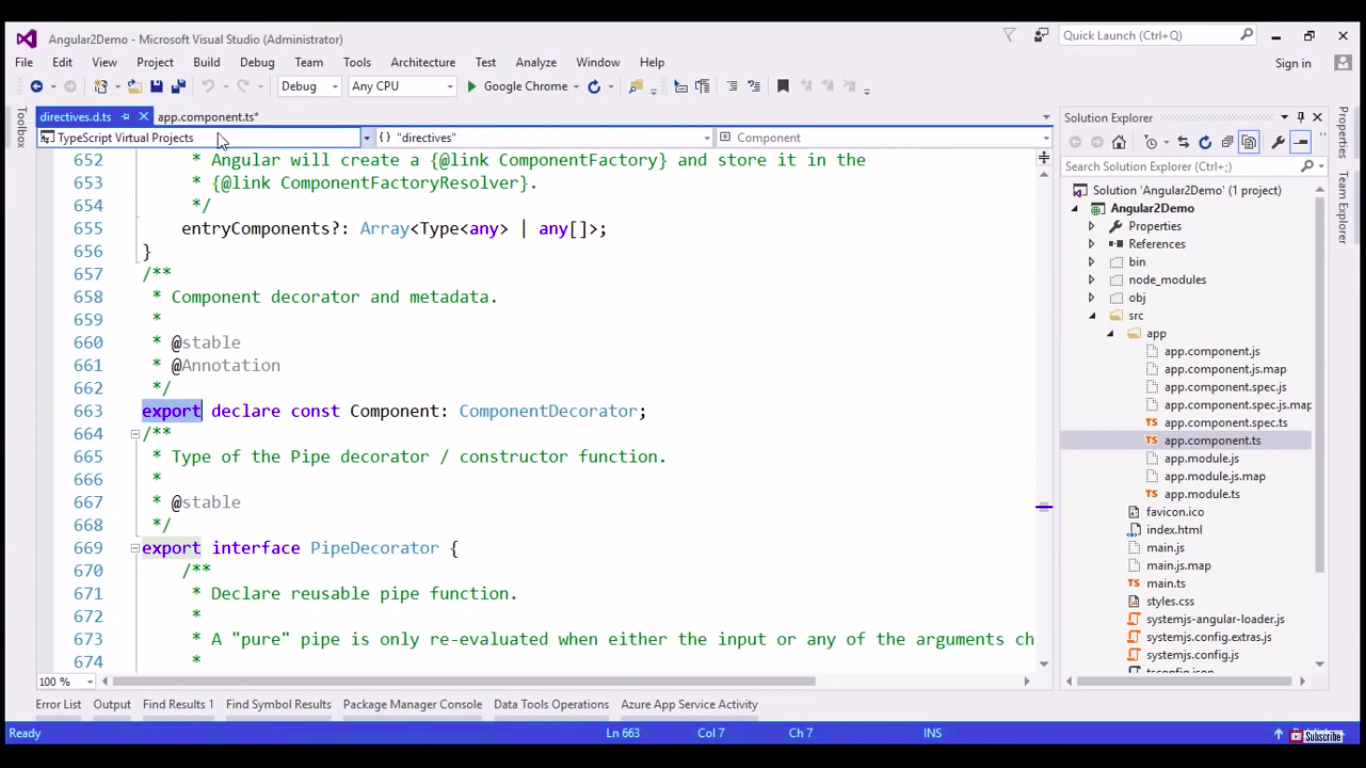 Angular2Demo - Microsoft Visual Studio (Administrator)
Quick Launch (Ctrl+Q)
File Edit View Project Build Debug Team Tools Architecture Test Analyze Window Help
Sign in
Debug Any CPU Google Chrome
directives.d.ts app.component.ts*
TypeScript Virtual Projects {} "directives" Component
Toolbox
652 * Angular will create a {@link ComponentFactory} and store it in the
653 * {@link ComponentFactoryResolver}.
654 */
655 entryComponents?: Array<Type<any> | any[]>;
656 }
657 /**
658 * Component decorator and metadata.
659 *
660 * @stable
661 * @Annotation
662 */
663 export declare const Component: ComponentDecorator;
664 /**
665 * Type of the Pipe decorator / constructor function.
666 *
667 * @stable
668 */
669 export interface PipeDecorator {
670 /**
671 * Declare reusable pipe function.
672 *
673 * A "pure" pipe is only re-evaluated when either the input or any of the arguments ch
674 *
100 %
Solution Explorer
Search Solution Explorer (Ctrl+;)
Solution 'Angular2Demo' (1 project)
Angular2Demo
Properties
References
bin
node_modules
obj
src
app
app.component.js
app.component.js.map
app.component.spec.js
app.component.spec.js.map
app.component.spec.ts
app.component.ts
app.module.js
app.module.js.map
app.module.ts
favicon.ico
index.html
main.js
main.js.map
main.ts
styles.css
systemjs-angular-loader.js
systemjs.config.extras.js
systemjs.config.js
tsconfig.json
Properties
Team Explorer
Error List Output Find Results 1 Find Symbol Results Package Manager Console Data Tools Operations Azure App Service Activity
Ready Ln 663 Col 7 Ch 7 INS
Subscribe